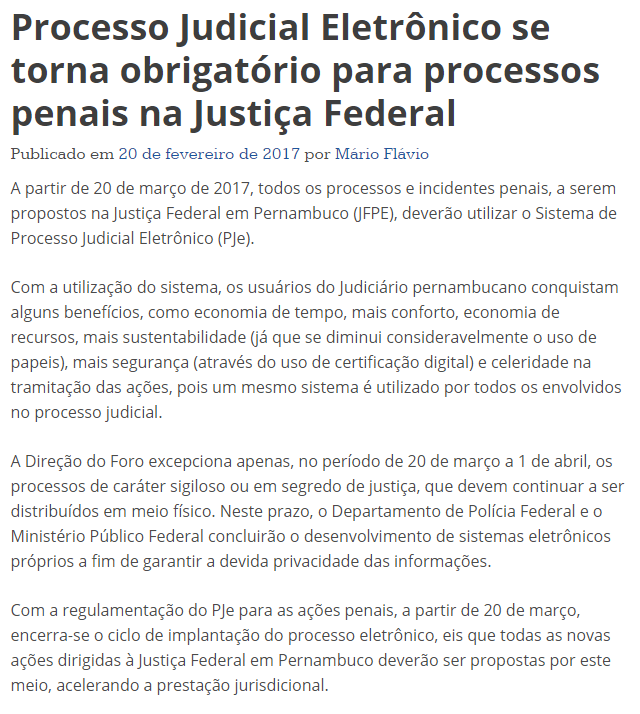 Processo Judicial Eletrônico se
torna obrigatório para processos
penais na Justiça Federal
Publicado em 20 de fevereiro de 2017 por Mário Flávio
A partir de 20 de março de 2017, todos os processos e incidentes penais, a serem
propostos na Justiça Federal em Pernambuco (JFPE), deverão utilizar o Sistema de
Processo Judicial Eletrônico (PJe).
Com a utilização do sistema, os usuários do Judiciário pernambucano conquistam
alguns benefícios, como economia de tempo, mais conforto, economia de
recursos, mais sustentabilidade (já que se diminui consideravelmente o uso de
papeis), mais segurança (através do uso de certificação digital) e celeridade na
tramitação das ações, pois um mesmo sistema é utilizado por todos os envolvidos
no processo judicial.
A Direção do Foro excepciona apenas, no período de 20 de março a 1 de abril, os
processos de caráter sigiloso ou em segredo de justiça, que devem continuar a ser
distribuídos em meio físico. Neste prazo, o Departamento de Polícia Federal e o
Ministério Público Federal concluirão o desenvolvimento de sistemas eletrônicos
próprios a fim de garantir a devida privacidade das informações.
Com a regulamentação do PJe para as ações penais, a partir de 20 de março,
encerra-se o ciclo de implantação do processo eletrônico, eis que todas as novas
ações dirigidas à Justiça Federal em Pernambuco deverão ser propostas por este
meio, acelerando a prestação jurisdicional.